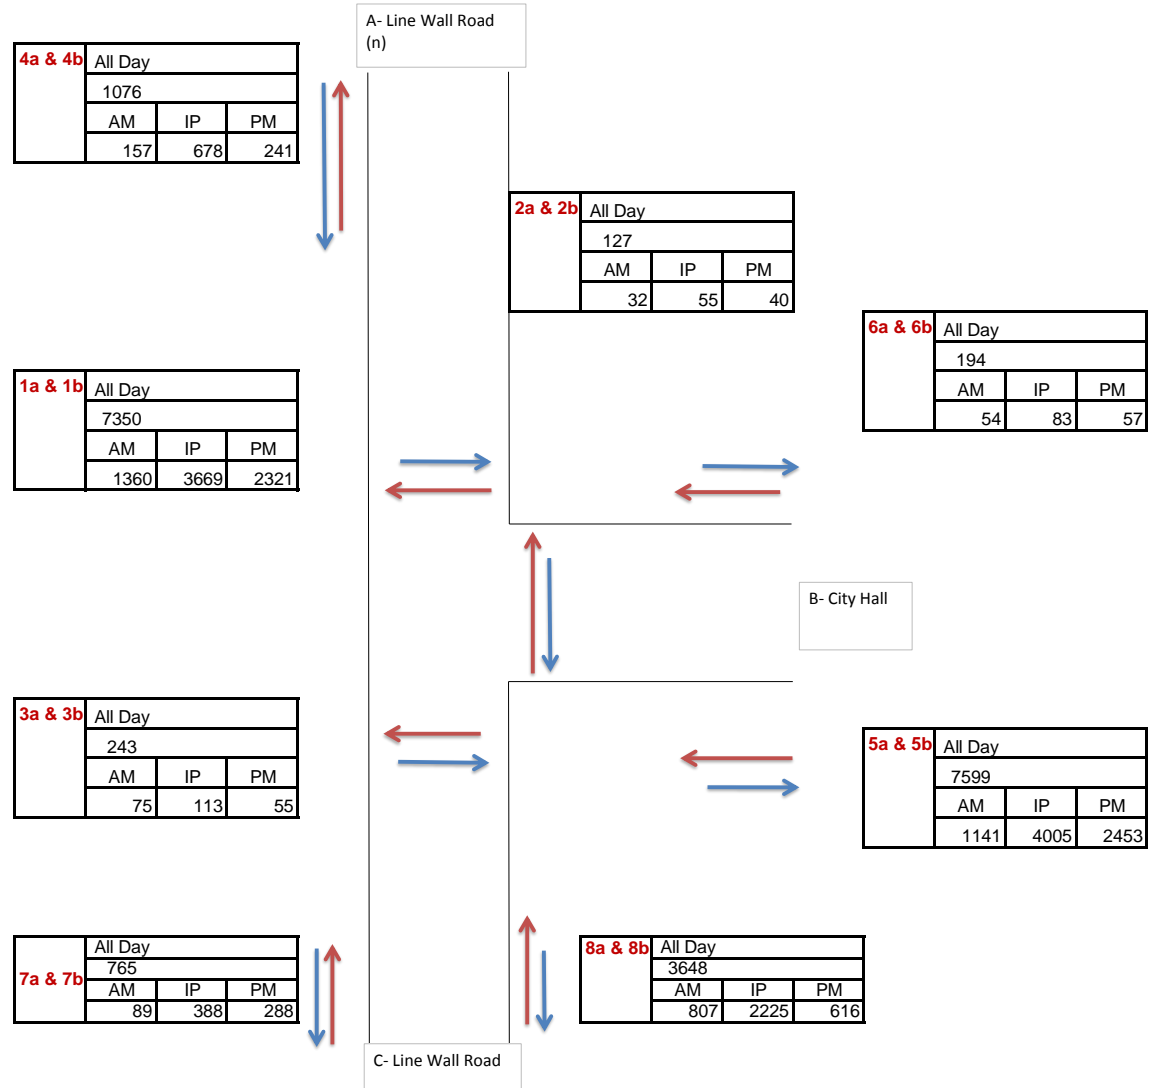 A- Line Wall Road
(n)
4a & 4b All Day
1076
AM IP PM
157 678 241
2a & 2b All Day
127
AM IP PM
32 55 40
6a & 6b All Day
194
AM IP PM
54 83 57
1a & 1b All Day
7350
AM IP PM
1360 3669 2321
B- City Hall
3a & 3b All Day
243
AM IP PM
75 113 55
5a & 5b All Day
7599
AM IP PM
1141 4005 2453
7a & 7b All Day
765
AM IP PM
89 388 288
8a & 8b All Day
3648
AM IP PM
807 2225 616
C- Line Wall Road